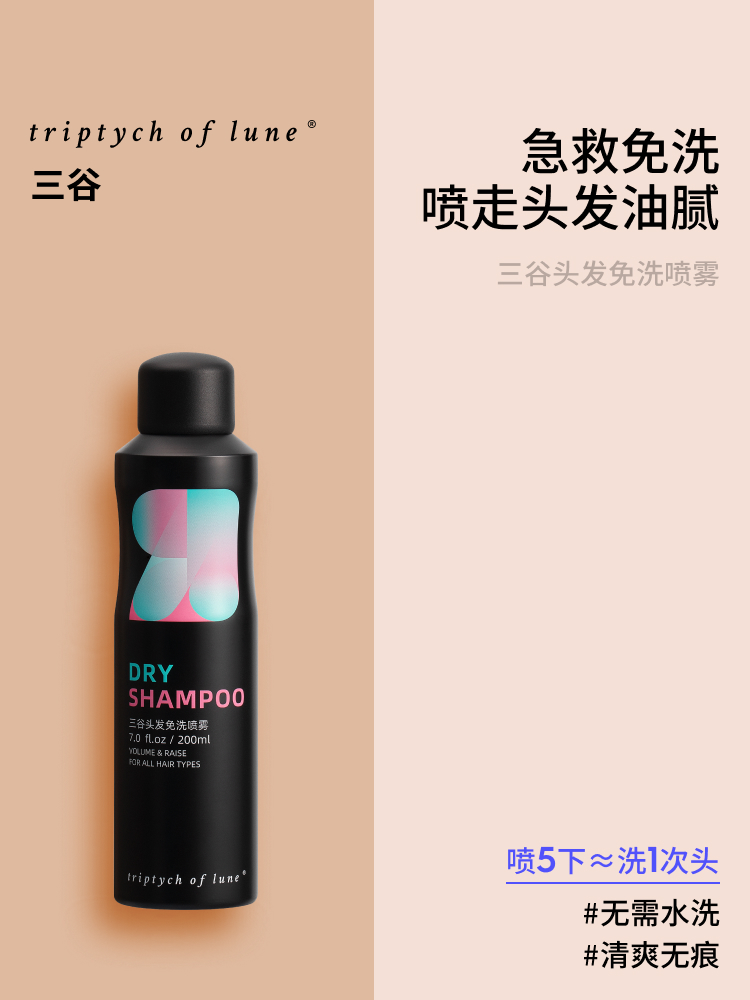 triptych of lune®
三谷
急救免洗
喷走头发油腻
三谷头发免洗喷雾
DRY
SHAMPOO
三谷头发免洗喷雾
7.0 fl.oz / 200ml
VOLUME & RAISE
FOR ALL HAIR TYPES
triptych of lune®
喷5下≈洗1次头
#无需水洗
#清爽无痕